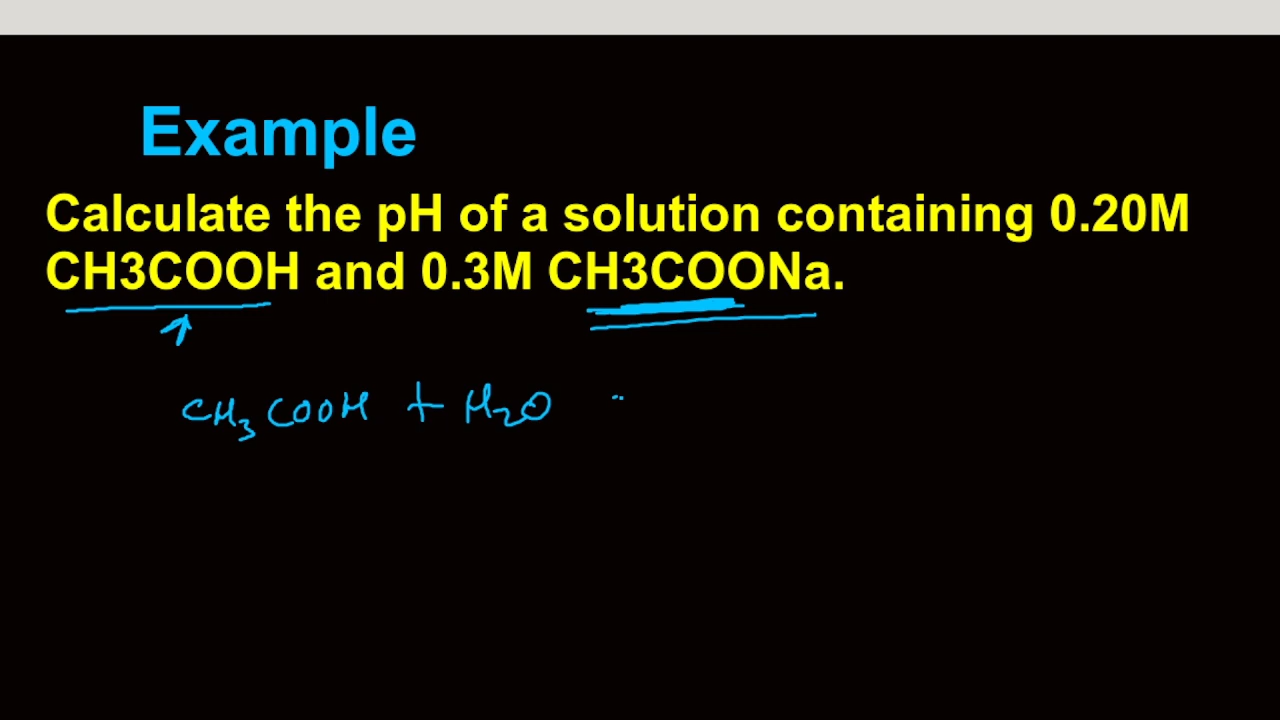 Example
Calculate the pH of a solution containing 0.20M
CH3COOH and 0.3M CH3COONa.
CH₃COOH + H₂O